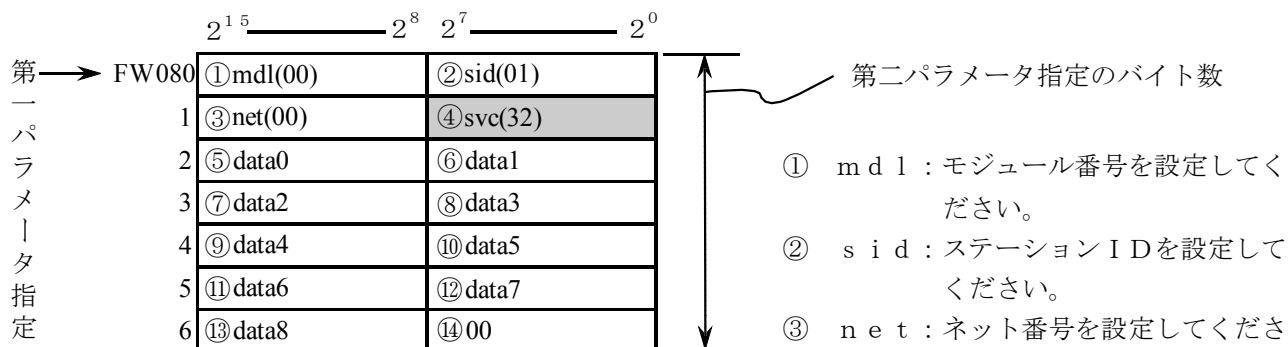 2¹⁵ 2⁸ 2⁷ 2⁰
第一パラメータ指定
FW080 ①mdl(00) ②sid(01)
1 ③net(00) ④svc(32)
2 ⑤data0 ⑥data1
3 ⑦data2 ⑧data3
4 ⑨data4 ⑩data5
5 ⑪data6 ⑫data7
6 ⑬data8 ⑭00
第二パラメータ指定のバイト数
① ｍｄｌ：モジュール番号を設定してく
ださい。
② ｓｉｄ：ステーションＩＤを設定して
ください。
③ ｎｅｔ：ネット番号を設定してくださ